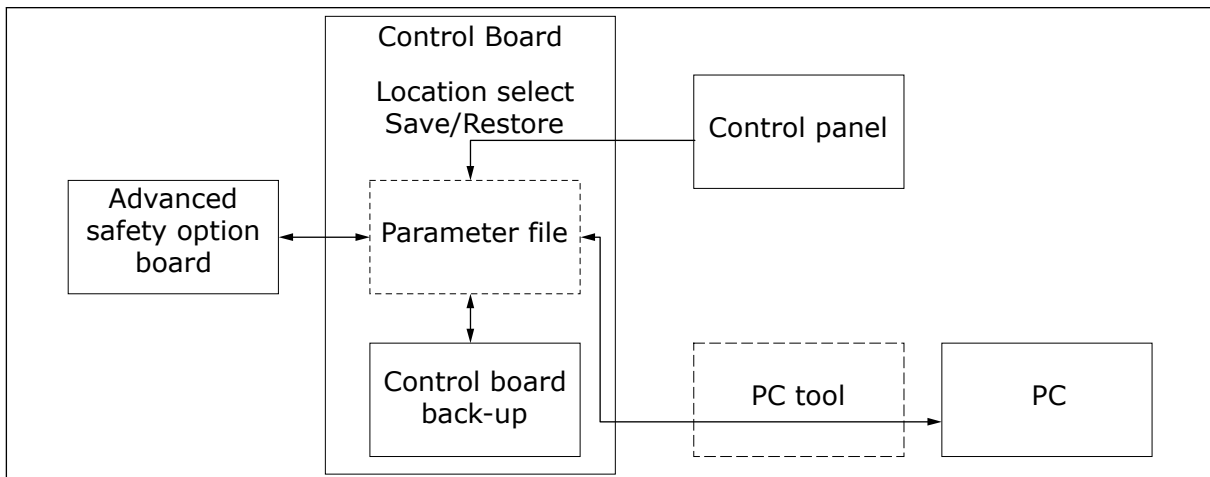 Control Board
Location select
Save/Restore
Control panel
Advanced
safety option
board
Parameter file
Control board
back-up
PC tool
PC